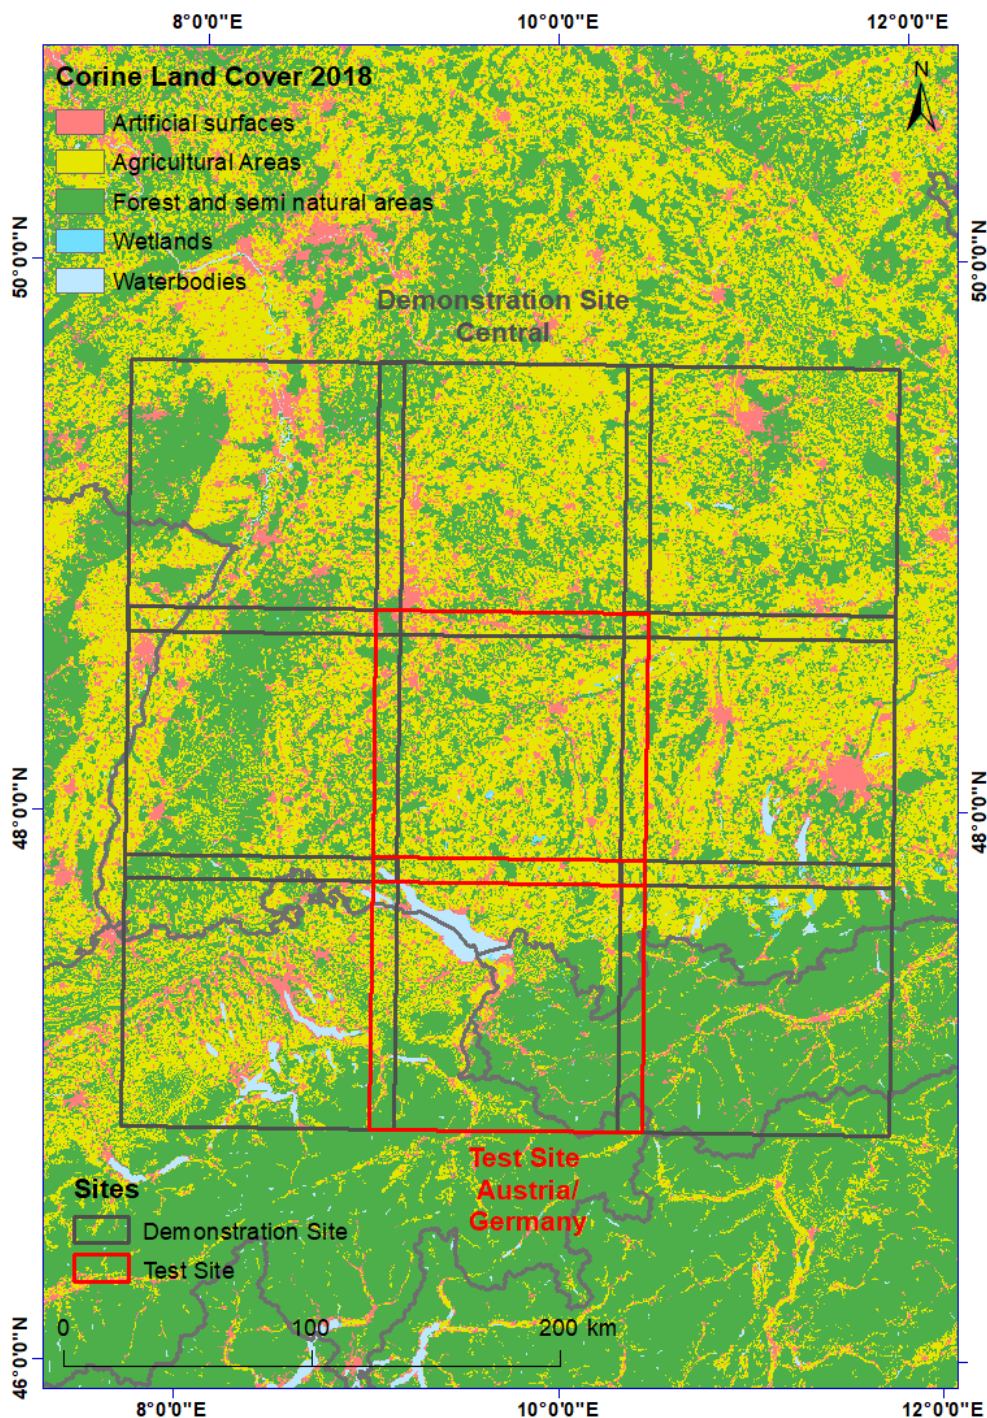 8°0'0"E 10°0'0"E 12°0'0"E
Corine Land Cover 2018
N
Artificial surfaces
Agricultural Areas
Forest and semi natural areas
Wetlands
Waterbodies
50°0'0"N
50°0'0"N
Demonstration Site
Central
48°0'0"N
48°0'0"N
Test Site
Austria/
Germany
Sites
Demonstration Site
Test Site
0 100 200 km
46°0'0"N
8°0'0"E 10°0'0"E 12°0'0"E